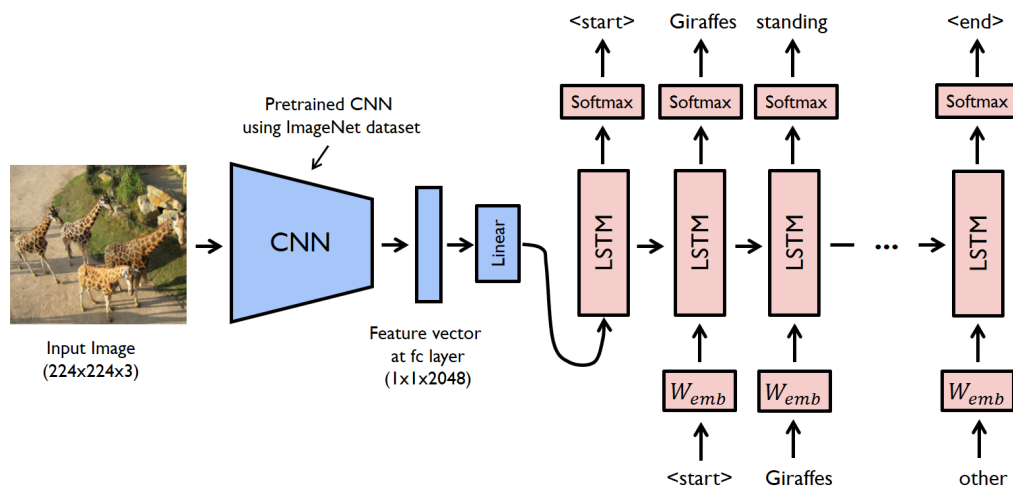 <start> Giraffes standing <end>
Softmax Softmax Softmax Softmax
Pretrained CNN
using ImageNet dataset
CNN
Linear
LSTM LSTM LSTM ... LSTM
Input Image
(224x224x3)
Feature vector
at fc layer
(1x1x2048)
W_emb W_emb W_emb
<start> Giraffes other